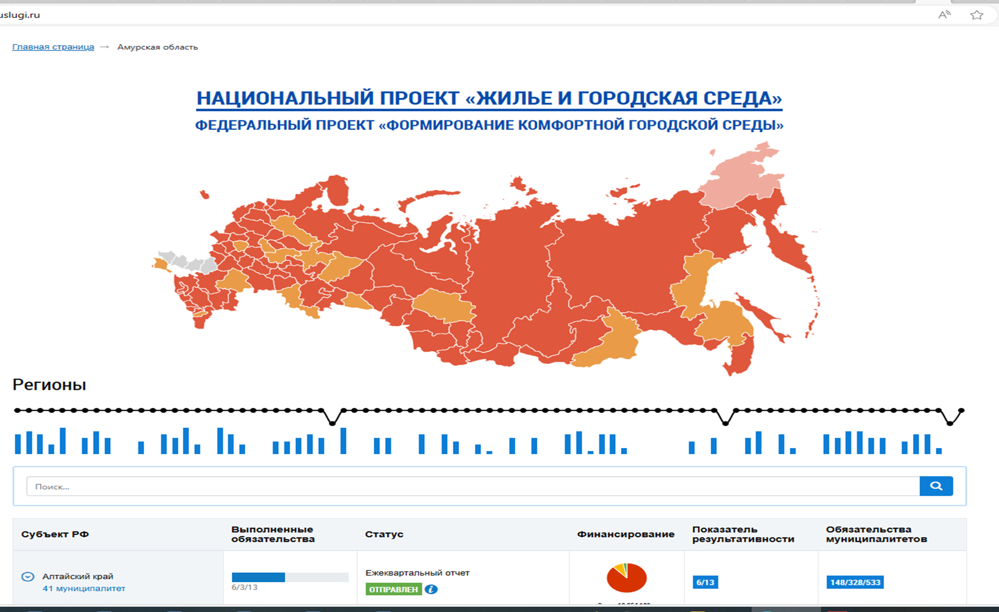 uslugi.ru
Главная страница → Амурская область
НАЦИОНАЛЬНЫЙ ПРОЕКТ «ЖИЛЬЕ И ГОРОДСКАЯ СРЕДА»
ФЕДЕРАЛЬНЫЙ ПРОЕКТ «ФОРМИРОВАНИЕ КОМФОРТНОЙ ГОРОДСКОЙ СРЕДЫ»
Регионы
Поиск...
Субъект РФ
Выполненные
обязательства
Статус
Финансирование
Показатель
результативности
Обязательства
муниципалитетов
Алтайский край
41 муниципалитет
6/3/13
Ежеквартальный отчет
ОТПРАВЛЕН
6/13
148/328/533